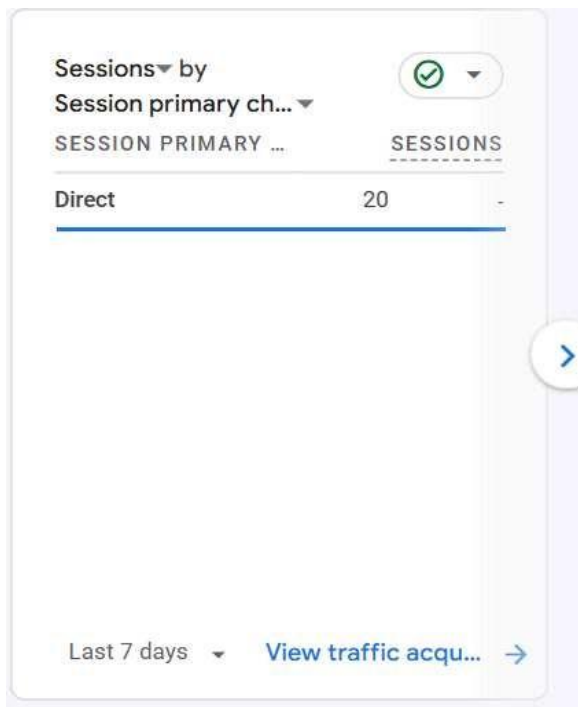 Sessions by
Session primary ch...
SESSION PRIMARY ... SESSIONS
Direct 20 -
Last 7 days View traffic acqu...